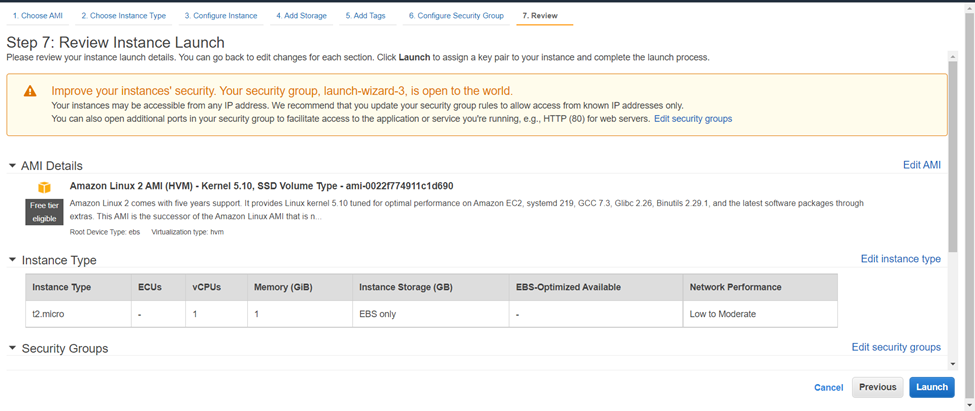 1. Choose AMI 2. Choose Instance Type 3. Configure Instance 4. Add Storage 5. Add Tags 6. Configure Security Group 7. Review
Step 7: Review Instance Launch
Please review your instance launch details. You can go back to edit changes for each section. Click Launch to assign a key pair to your instance and complete the launch process.
Improve your instances' security. Your security group, launch-wizard-3, is open to the world.
Your instances may be accessible from any IP address. We recommend that you update your security group rules to allow access from known IP addresses only.
You can also open additional ports in your security group to facilitate access to the application or service you're running, e.g., HTTP (80) for web servers. Edit security groups
AMI Details Edit AMI
Amazon Linux 2 AMI (HVM) - Kernel 5.10, SSD Volume Type - ami-0022f774911c1d690
Free tier
eligible
Amazon Linux 2 comes with five years support. It provides Linux kernel 5.10 tuned for optimal performance on Amazon EC2, systemd 219, GCC 7.3, Glibc 2.26, Binutils 2.29.1, and the latest software packages through
extras. This AMI is the successor of the Amazon Linux AMI that is n...
Root Device Type: ebs Virtualization type: hvm
Instance Type Edit instance type
Instance Type ECUs vCPUs Memory (GiB) Instance Storage (GB) EBS-Optimized Available Network Performance
t2.micro - 1 1 EBS only - Low to Moderate
Security Groups Edit security groups
Cancel Previous Launch